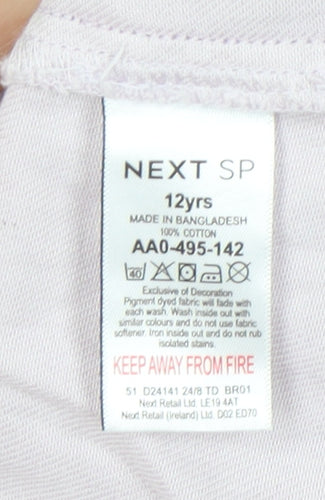 NEXT SP
12yrs
MADE IN BANGLADESH
100% COTTON
AA0-495-142
40
Exclusive of Decoration
Pigment dyed fabric will fade with
each wash. Wash inside out with
similar colours and do not use fabric
softener. Iron inside out and do not rub
isolated stains.
KEEP AWAY FROM FIRE
51 D24141 24/8 TD BR01
Next Retail Ltd. LE19 4AT
Next Retail (Ireland) Ltd. D02 ED70